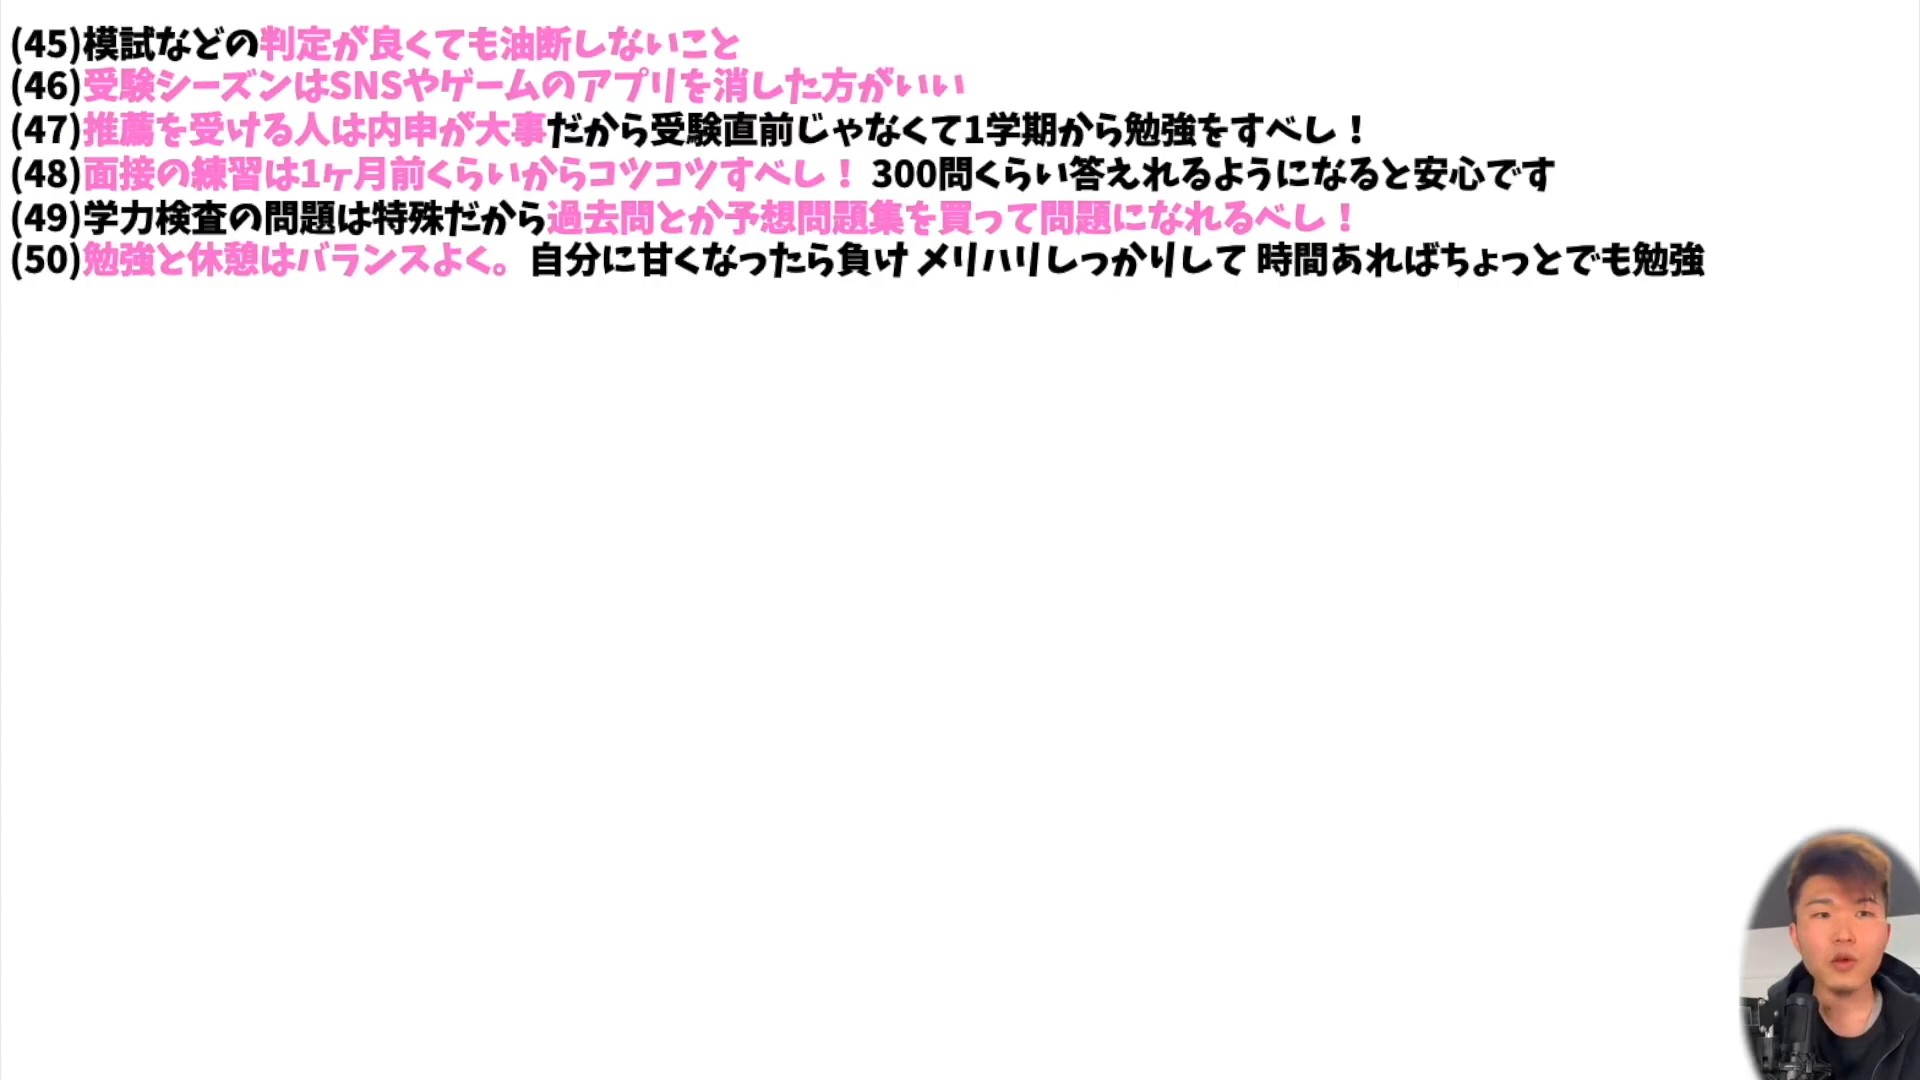 (45)模試などの判定が良くても油断しないこと
(46)受験シーズンはSNSやゲームのアプリを消した方がいい
(47)推薦を受ける人は内申が大事だから受験直前じゃなくて1学期から勉強をすべし！
(48)面接の練習は1ヶ月前くらいからコツコツすべし！ 300問くらい答えれるようになると安心です
(49)学力検査の問題は特殊だから過去問とか予想問題集を買って問題になれるべし！
(50)勉強と休憩はバランスよく。自分に甘くなったら負け メリハリしっかりして 時間あればちょっとでも勉強